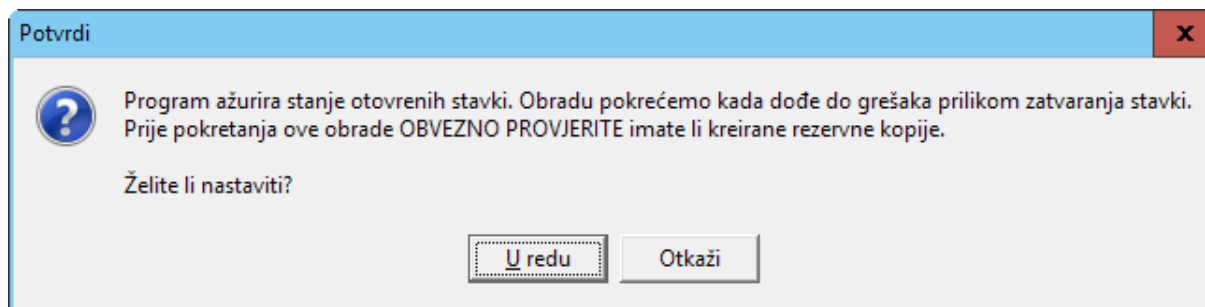 Potvrdi
Program ažurira stanje otovrenih stavki. Obradu pokrećemo kada dođe do grešaka prilikom zatvaranja stavki.
Prije pokretanja ove obrade OBVEZNO PROVJERITE imate li kreirane rezervne kopije.
Želite li nastaviti?
U redu
Otkaži